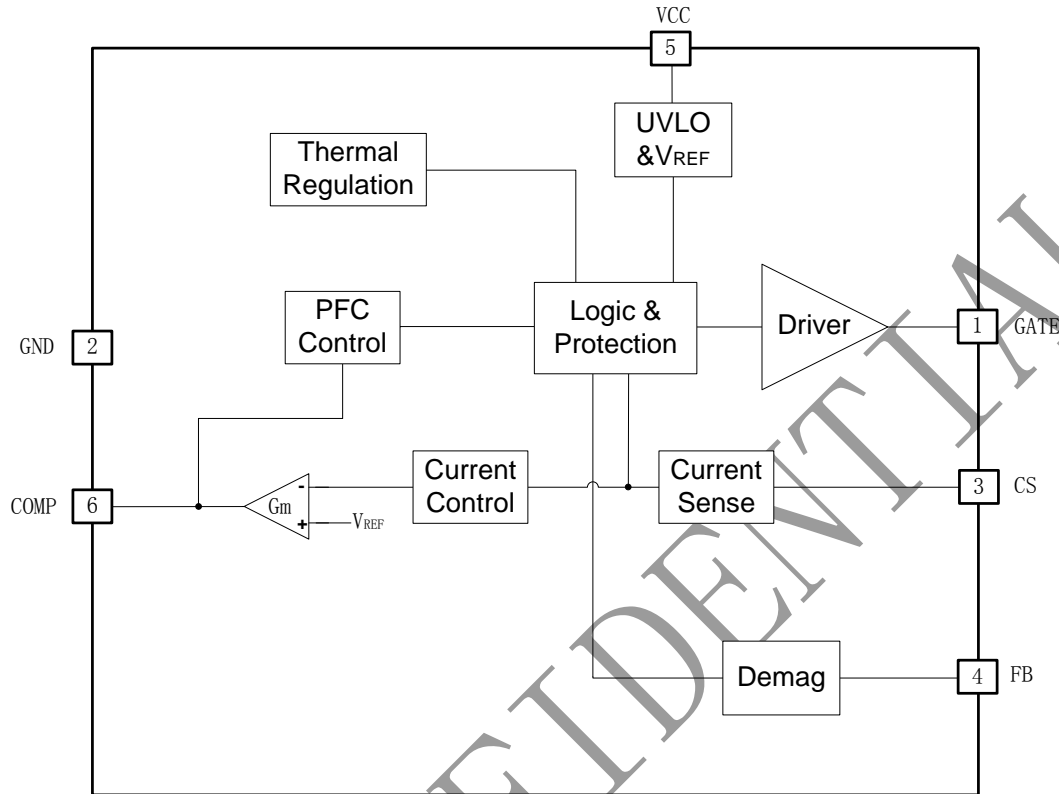 VCC
5
UVLO
&VREF
Thermal
Regulation
PFC
Control
Logic &
Protection
Driver
1
GATE
GND
2
Current
Control
Current
Sense
3
CS
COMP
6
Gm
-
+
VREF
Demag
4
FB
FIDENTIAL